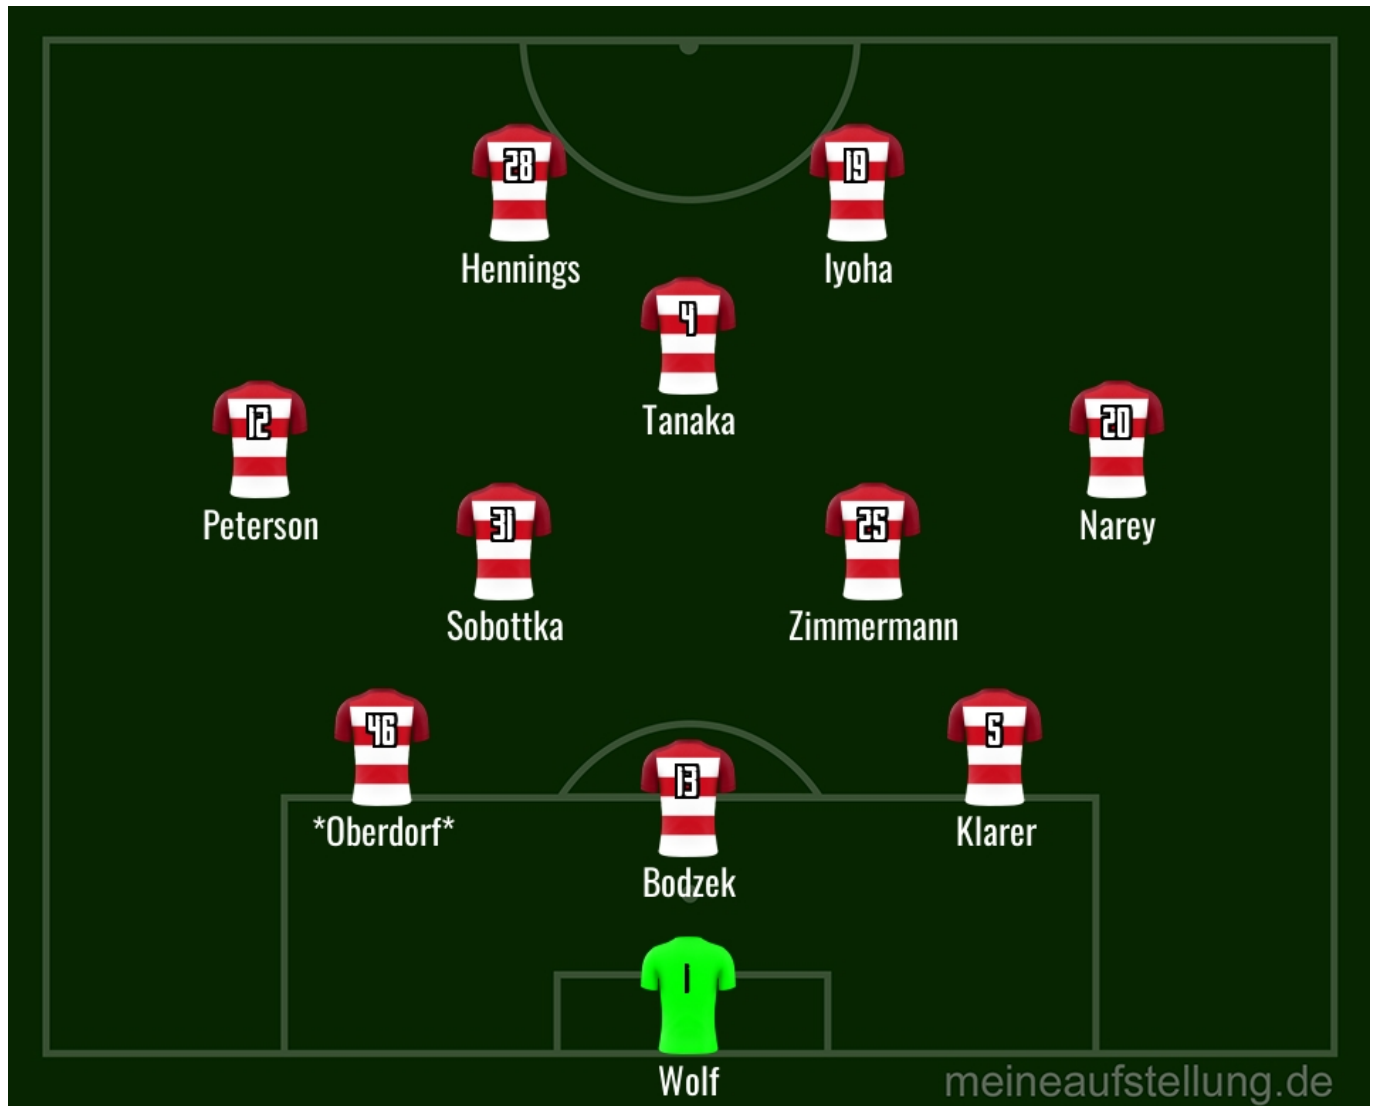 28
19
Hennings
Iyoha
4
Tanaka
12
20
Peterson
Narey
31
25
Sobottka
Zimmermann
46
5
*Oberdorf*
Klarer
13
Bodzek
1
Wolf
meineaufstellung.de